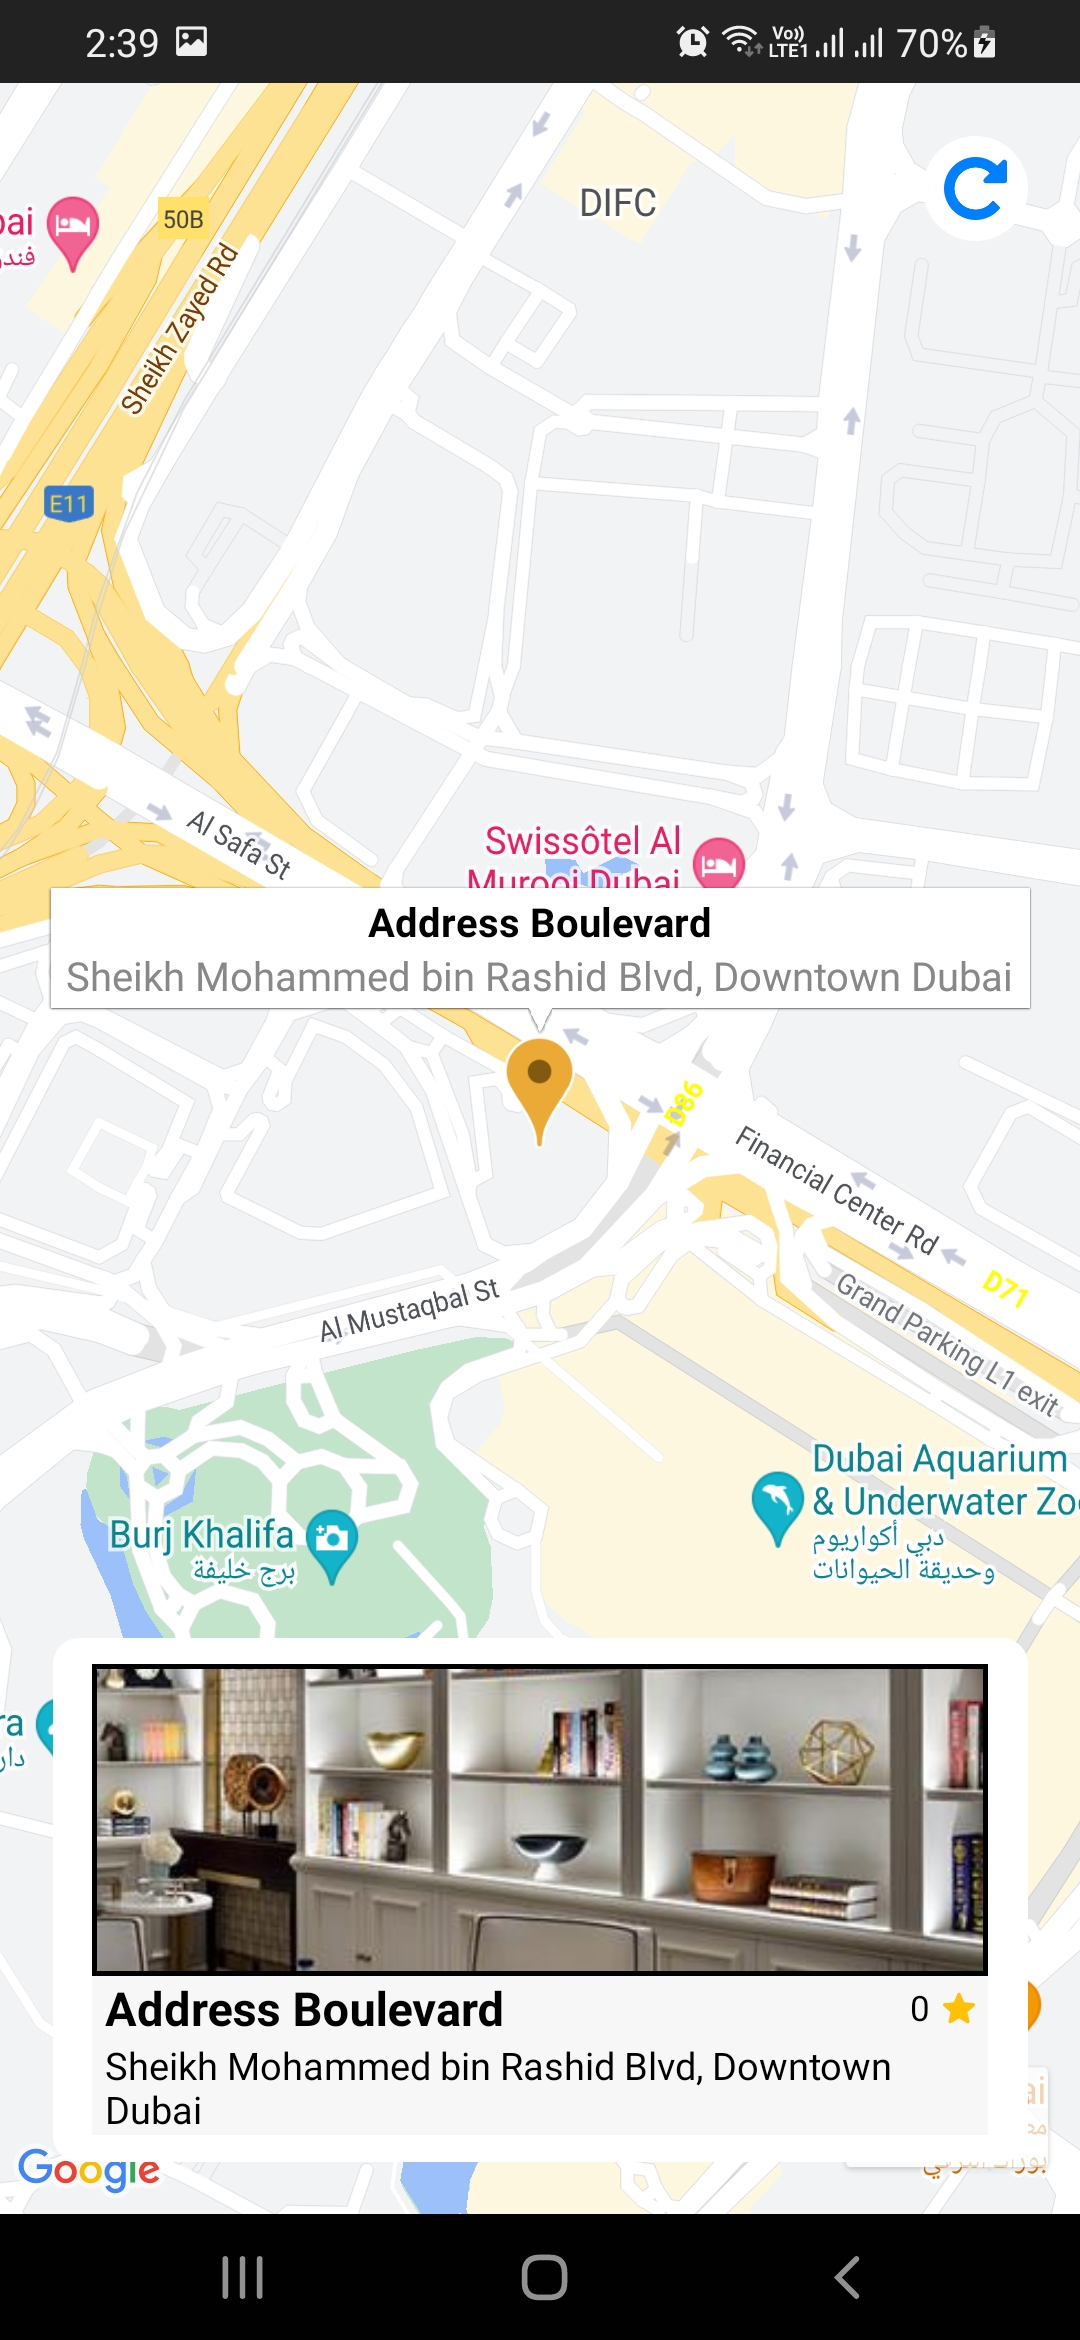 2:39
Vo)) LTE1 70%
DIFC
50B
bai
فندق
Sheikh Zayed Rd
E11
Al Safa St
Swissôtel Al
Murooj Dubai
Address Boulevard
Sheikh Mohammed bin Rashid Blvd, Downtown Dubai
D86
Financial Center Rd
D71
Grand Parking L1 exit
Al Mustaqbal St
Dubai Aquarium
& Underwater Zoo
دبي أكواريوم
وحديقة الحيوانات
Burj Khalifa
برج خليفة
ra
دار
Address Boulevard
0
Sheikh Mohammed bin Rashid Blvd, Downtown
Dubai
ai
Google